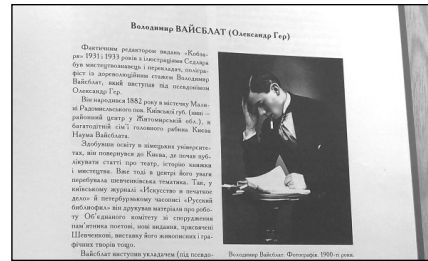 Володимир ВАЙСБЛАТ (Олександр Гер)
Фактичним редактором видань «Кобза-
ря» 1931 і 1933 років з ілюстраціями Седляра
був мистецтвознавець і перекладач, полігра-
фіст із дореволюційним стажем Володимир
Вайсблат, який виступав під псевдонімом
Олександр Гер.
Він народився 1882 року в містечку Мали-
ні Радомисльського пов. Київської губ. (нині —
районний центр у Житомирській обл.), в
багатодітній сім'ї головного рабина Києва
Наума Вайсблата.
Здобувши освіту в німецьких університе-
тах, він повернувся до Києва, де почав пуб-
лікувати статті про театр, історію книжки
і мистецтва. Вже тоді в центрі його уваги
перебувала шевченківська тематика. Так, у
київському журналі «Искусство и печатное
дело» й петербурзькому часописі «Русский
библиофил» він друкував матеріали про робо-
ту Об'єднаного комітету зі спорудження
пам'ятника поетові, нові видання, присвячені
Шевченкові, виставку його живописних і гра-
фічних творів тощо.
Вайсблат виступив укладачем (під псевдо-
Володимир Вайсблат. Фотографія. 1900-ті роки.